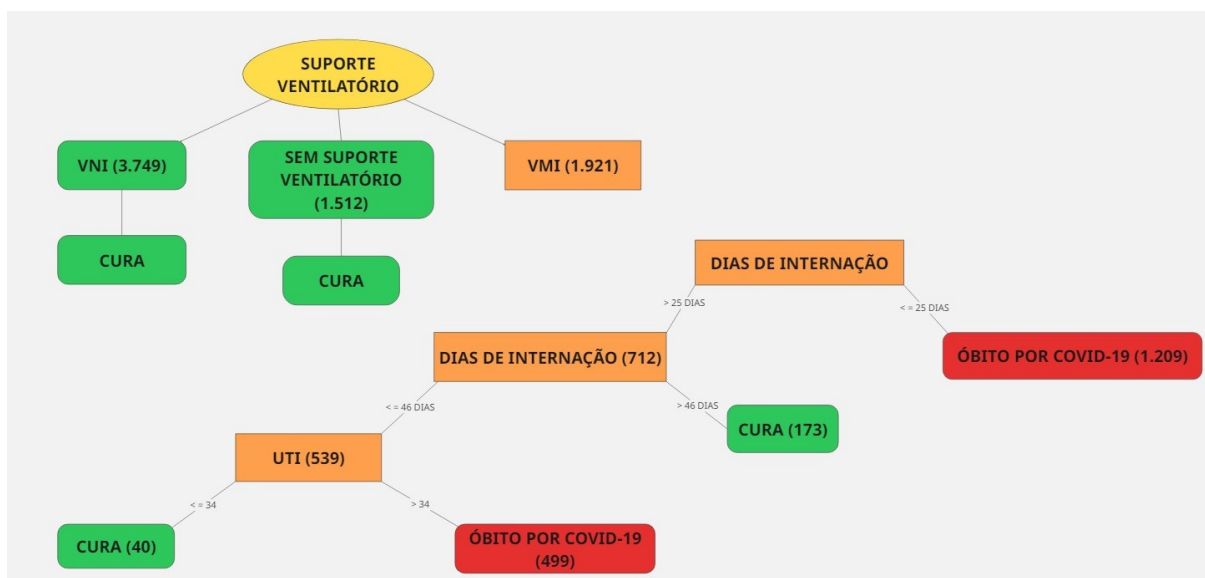 SUPORTE
VENTILATÓRIO
VNI (3.749)
SEM SUPORTE
VENTILATÓRIO
(1.512)
VMI (1.921)
CURA
CURA
DIAS DE INTERNAÇÃO
> 25 DIAS
< = 25 DIAS
DIAS DE INTERNAÇÃO (712)
ÓBITO POR COVID-19 (1.209)
< = 46 DIAS
> 46 DIAS
CURA (173)
UTI (539)
< = 34
> 34
CURA (40)
ÓBITO POR COVID-19
(499)